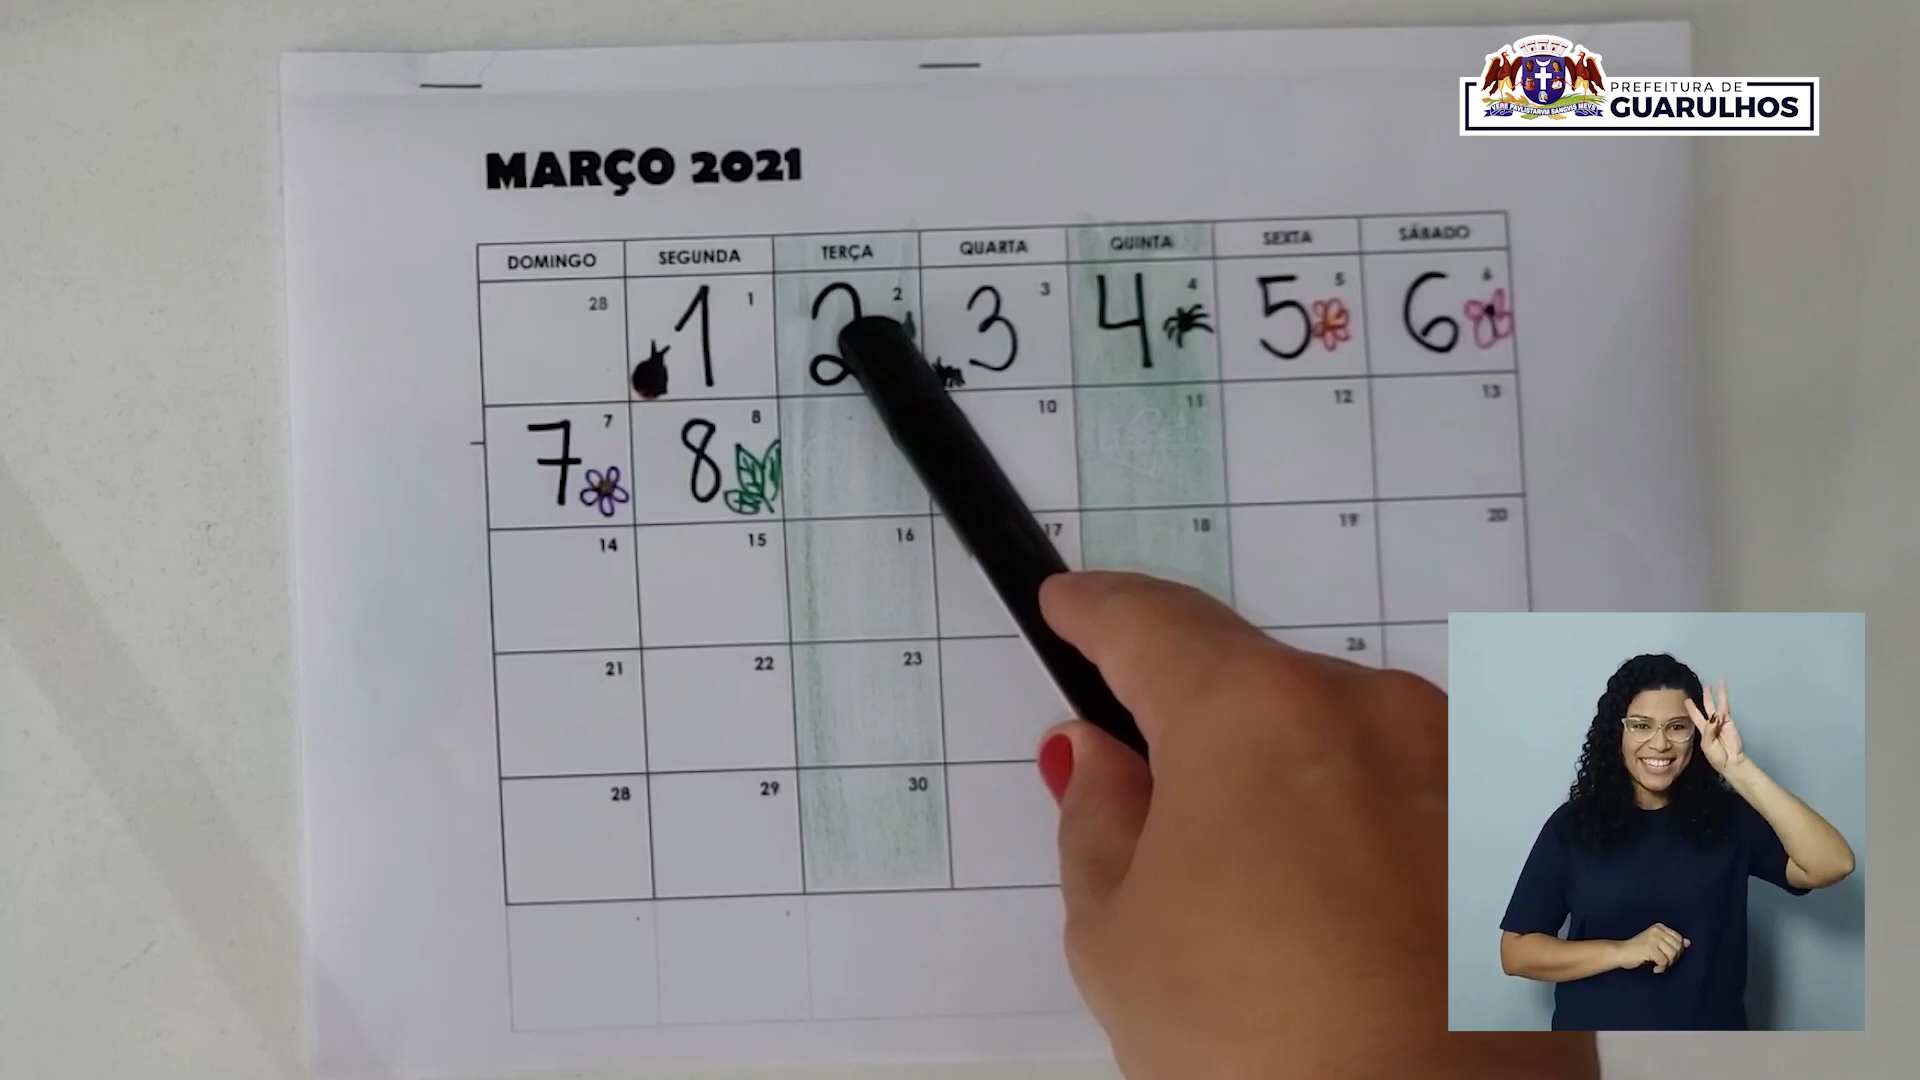 PREFEITURA DE
GUARULHOS
MARÇO 2021
DOMINGO SEGUNDA TERÇA QUARTA QUINTA SEXTA SÁBADO
28 1 2 3 4 5 6
1 2 3 4 5 6
7 8 10 11 12 13
7 8
14 15 16 17 18 19 20
21 22 23 26
28 29 30